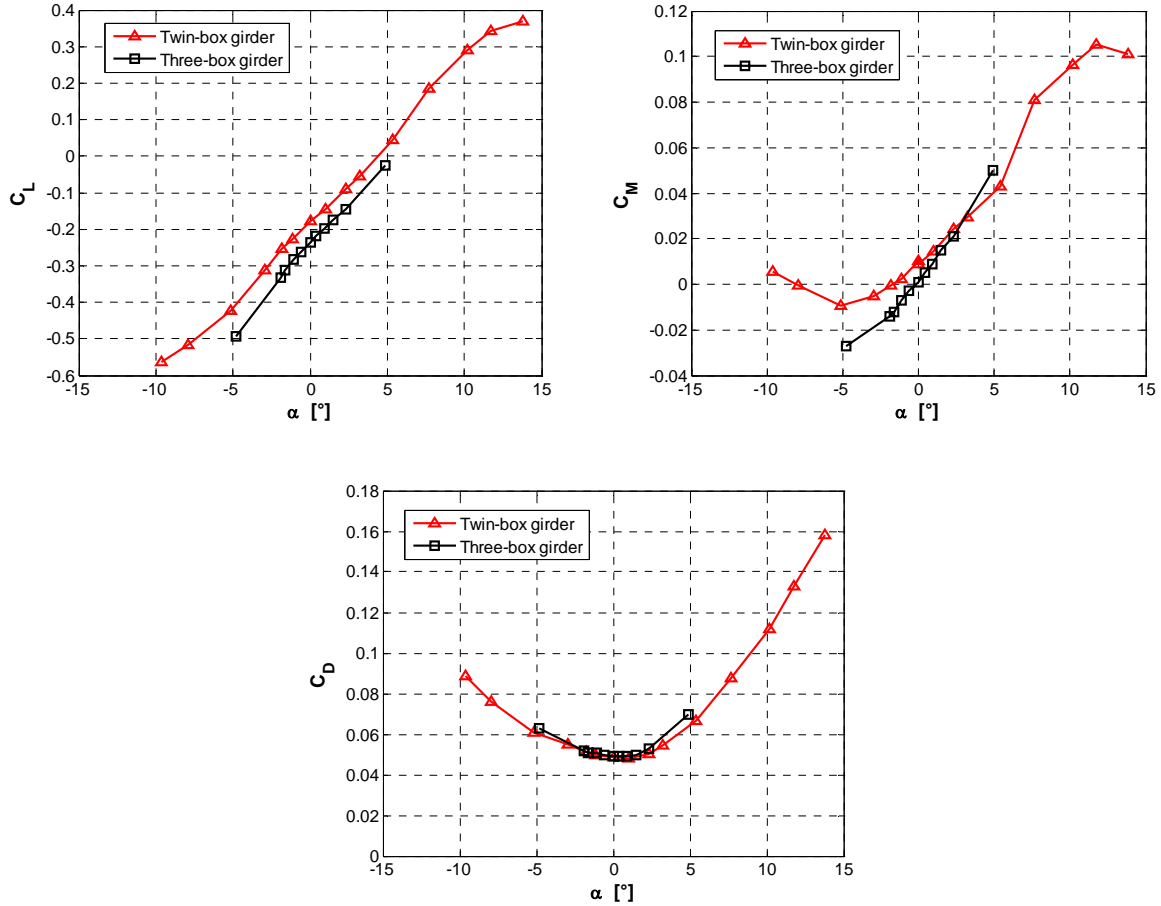 0.4
0.3
0.2
0.1
0
-0.1
-0.2
-0.3
-0.4
-0.5
-0.6
C_L
Twin-box girder
Three-box girder
-15 -10 -5 0 5 10 15
α [°]
0.12
0.1
0.08
0.06
0.04
0.02
0
-0.02
-0.04
C_M
Twin-box girder
Three-box girder
-15 -10 -5 0 5 10 15
α [°]
0.18
0.16
0.14
0.12
0.1
0.08
0.06
0.04
0.02
0
C_D
Twin-box girder
Three-box girder
-15 -10 -5 0 5 10 15
α [°]